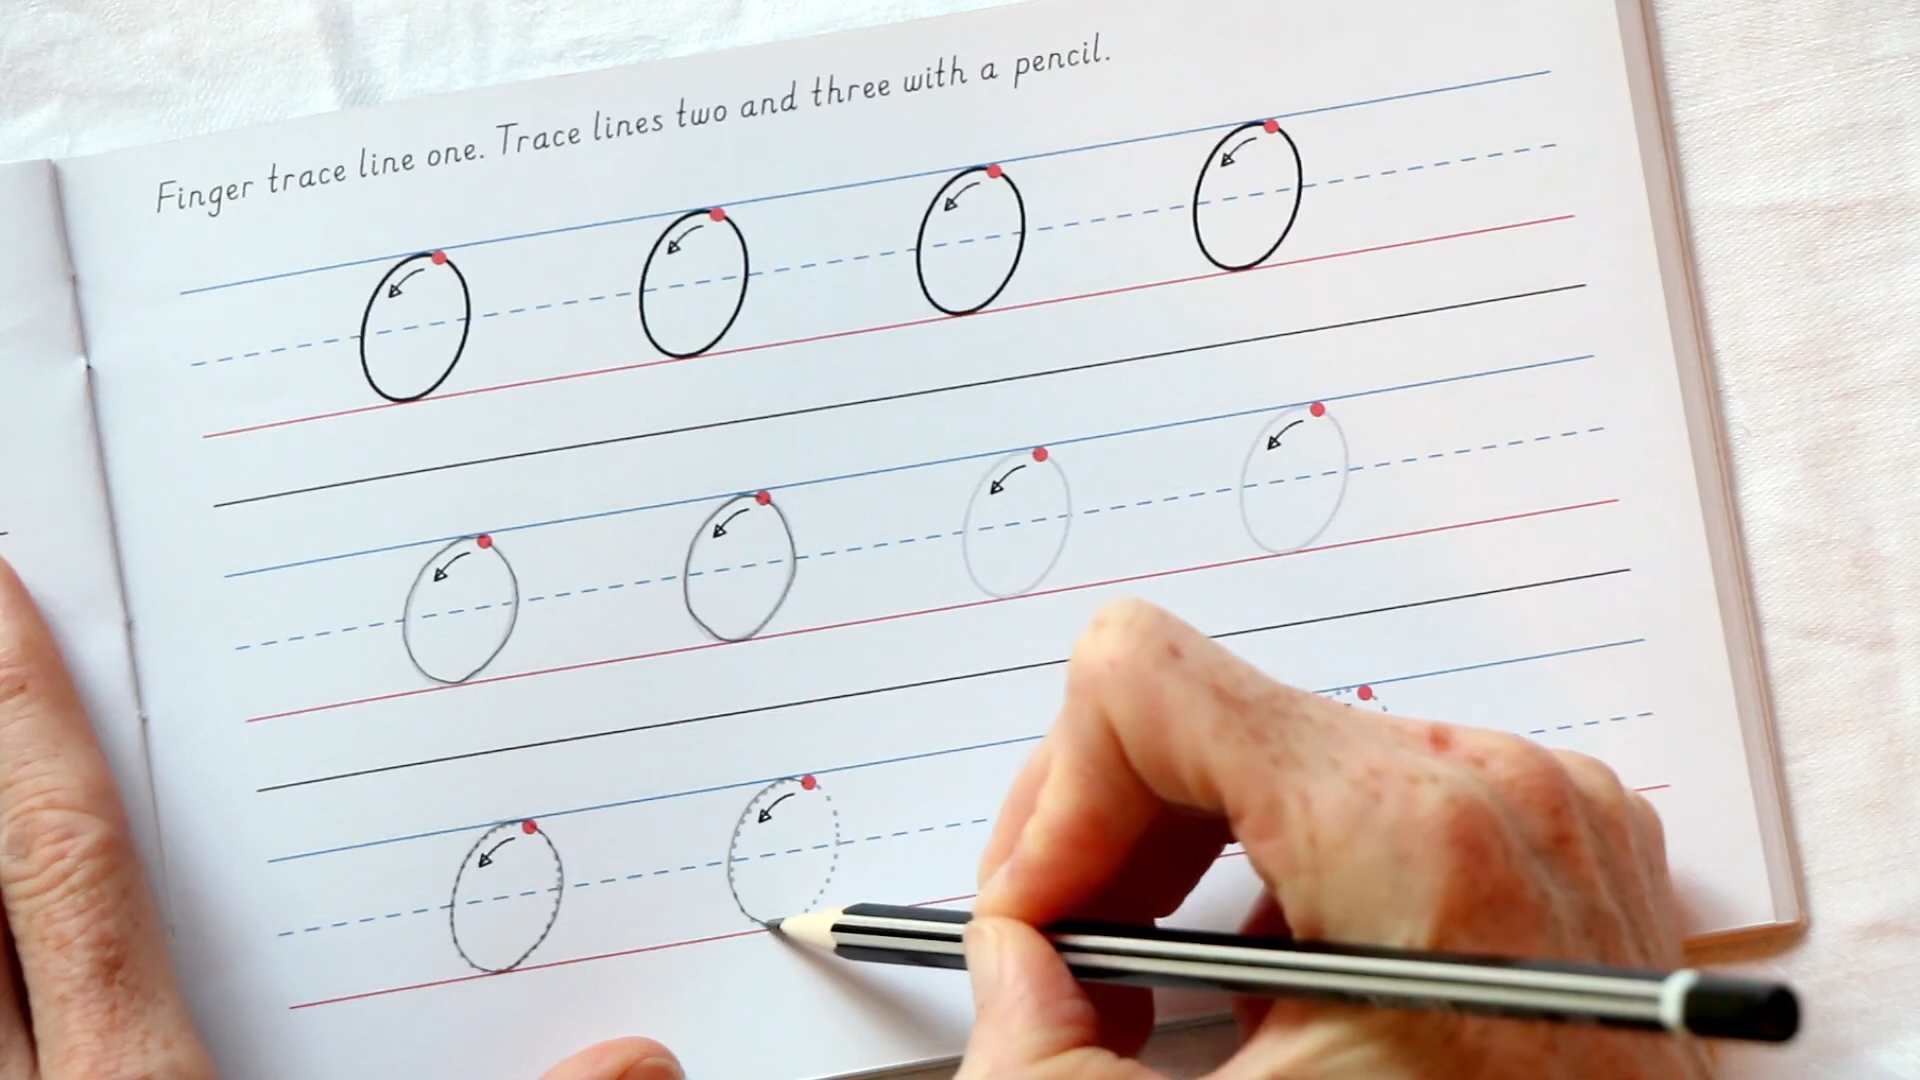 Finger trace line one. Trace lines two and three with a pencil.
O O O O
O O O O
O O